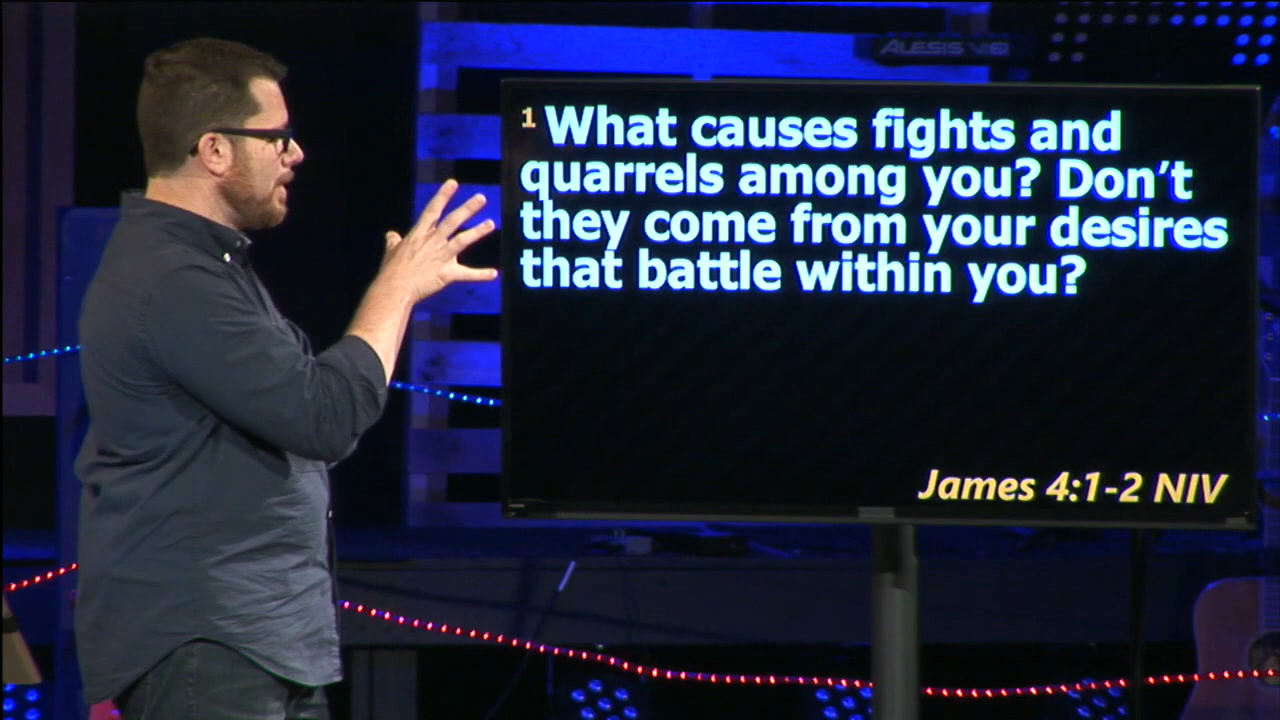 ALESIS VI61
1 What causes fights and
quarrels among you? Don't
they come from your desires
that battle within you?
James 4:1-2 NIV